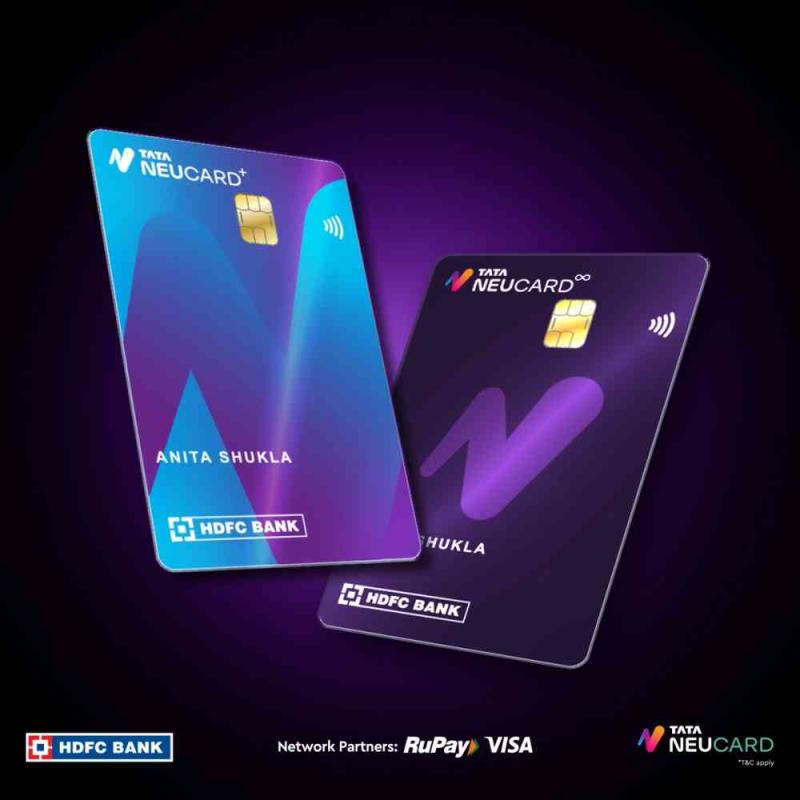 TATA
NEUCARD+
ANITA SHUKLA
HDFC BANK
TATA
NEUCARD∞
SHUKLA
HDFC BANK
HDFC BANK
Network Partners: RuPay VISA
TATA
NEUCARD
*T&C apply